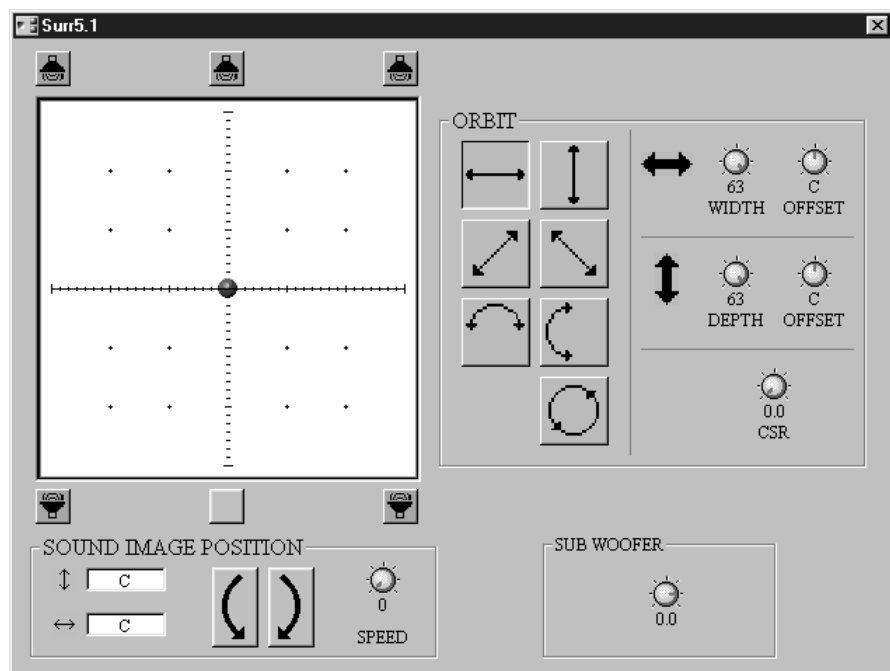 Surr5.1
ORBIT
63
WIDTH
C
OFFSET
63
DEPTH
C
OFFSET
0.0
CSR
SOUND IMAGE POSITION
C
C
0
SPEED
SUB WOOFER
0.0